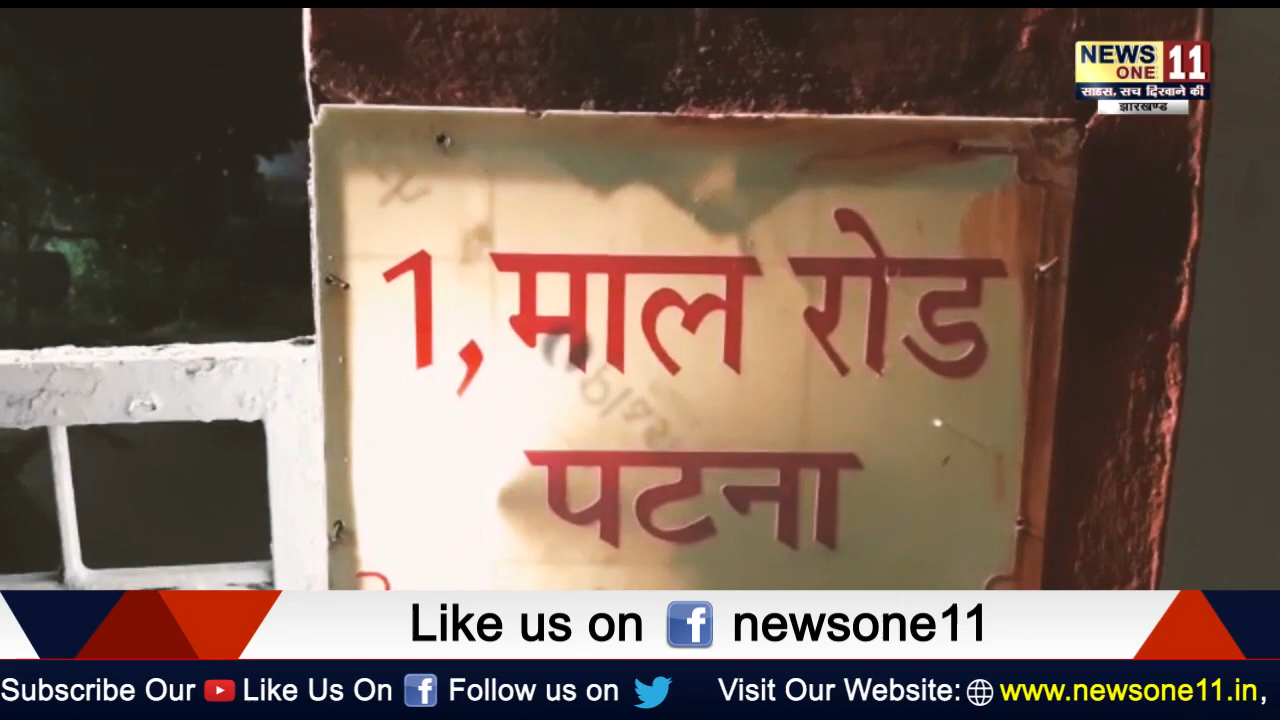 NEWS
ONE 11
साहस, सच दिखाने की
झारखण्ड
1, माल रोड
पटना
Like us on newsone11
Subscribe Our Like Us On Follow us on Visit Our Website: www.newsone11.in,